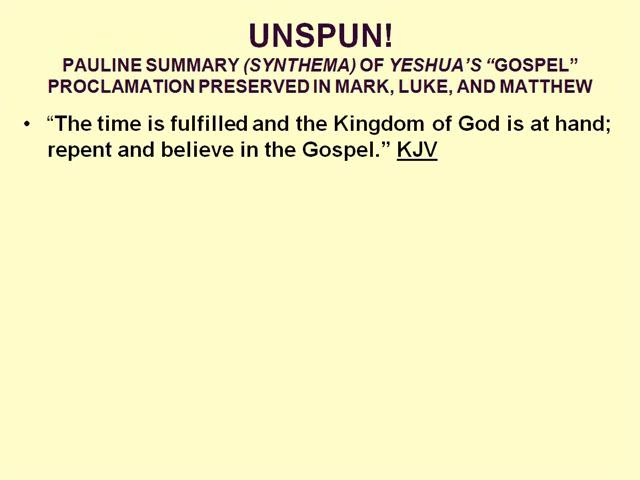 UNSPUN!
PAULINE SUMMARY (SYNTHEMA) OF YESHUA’S “GOSPEL”
PROCLAMATION PRESERVED IN MARK, LUKE, AND MATTHEW
• “The time is fulfilled and the Kingdom of God is at hand;
repent and believe in the Gospel.” KJV